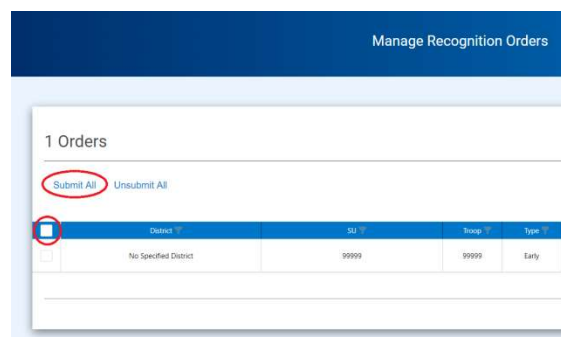 Manage Recognition Orders
1 Orders
Submit All Unsubmit All
District SU Troop Type
No Specified District 99999 99999 Early